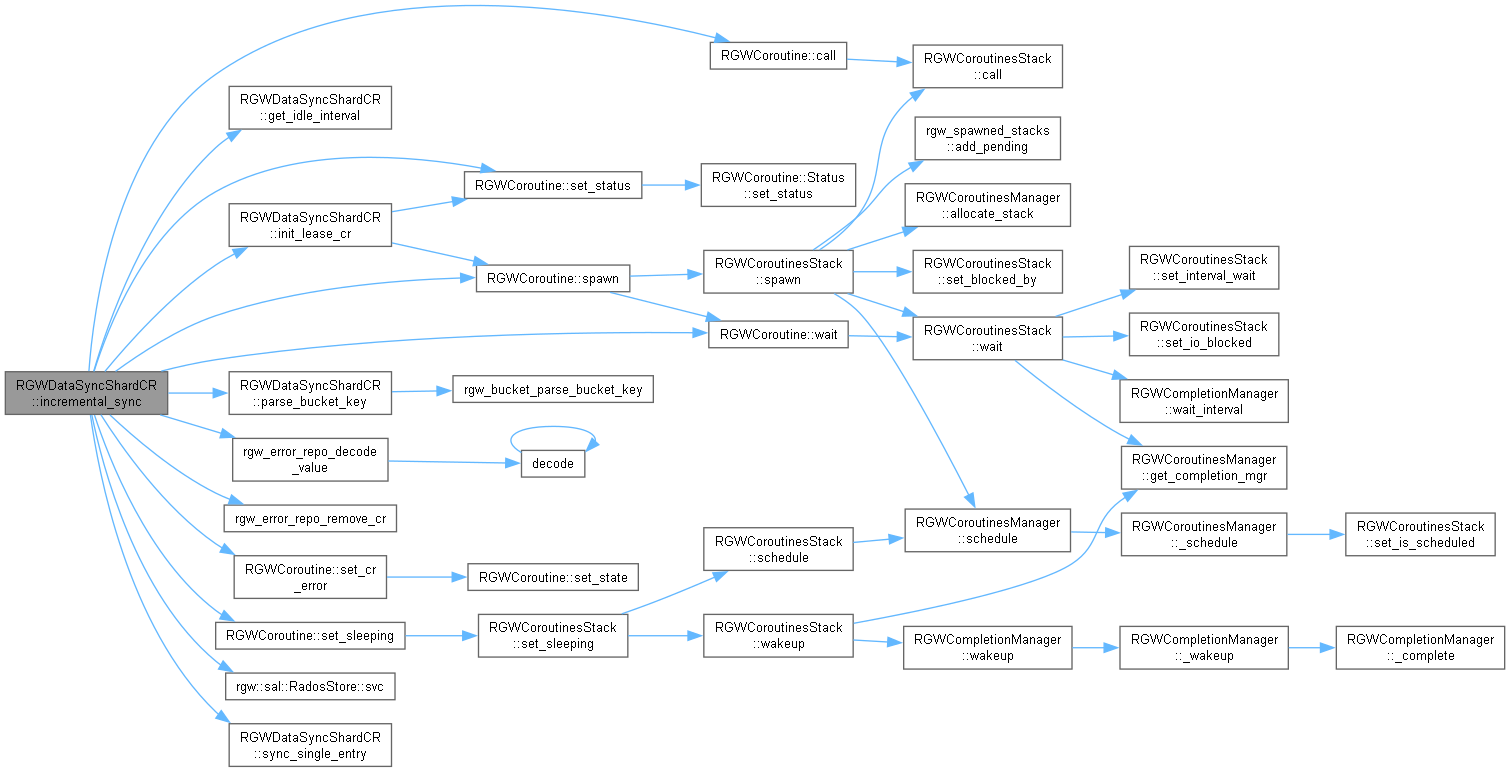 RGWDataSyncShardCR
::incremental_sync
RGWCoroutine::call
RGWCoroutinesStack
::call
RGWDataSyncShardCR
::get_idle_interval
rgw_spawned_stacks
::add_pending
RGWCoroutine::set_status
RGWCoroutine::Status
::set_status
RGWDataSyncShardCR
::init_lease_cr
RGWCoroutinesManager
::allocate_stack
RGWCoroutine::spawn
RGWCoroutinesStack
::spawn
RGWCoroutinesStack
::set_blocked_by
RGWCoroutinesStack
::set_interval_wait
RGWCoroutine::wait
RGWCoroutinesStack
::wait
RGWCoroutinesStack
::set_io_blocked
RGWDataSyncShardCR
::parse_bucket_key
rgw_bucket_parse_bucket_key
RGWCompletionManager
::wait_interval
rgw_error_repo_decode
_value
decode
RGWCoroutinesManager
::get_completion_mgr
rgw_error_repo_remove_cr
RGWCoroutinesManager
::schedule
RGWCoroutinesManager
::_schedule
RGWCoroutinesStack
::set_is_scheduled
RGWCoroutine::set_cr
_error
RGWCoroutine::set_state
RGWCoroutinesStack
::schedule
RGWCoroutine::set_sleeping
RGWCoroutinesStack
::set_sleeping
RGWCoroutinesStack
::wakeup
RGWCompletionManager
::wakeup
RGWCompletionManager
::_wakeup
RGWCompletionManager
::_complete
rgw::sal::RadosStore::svc
RGWDataSyncShardCR
::sync_single_entry